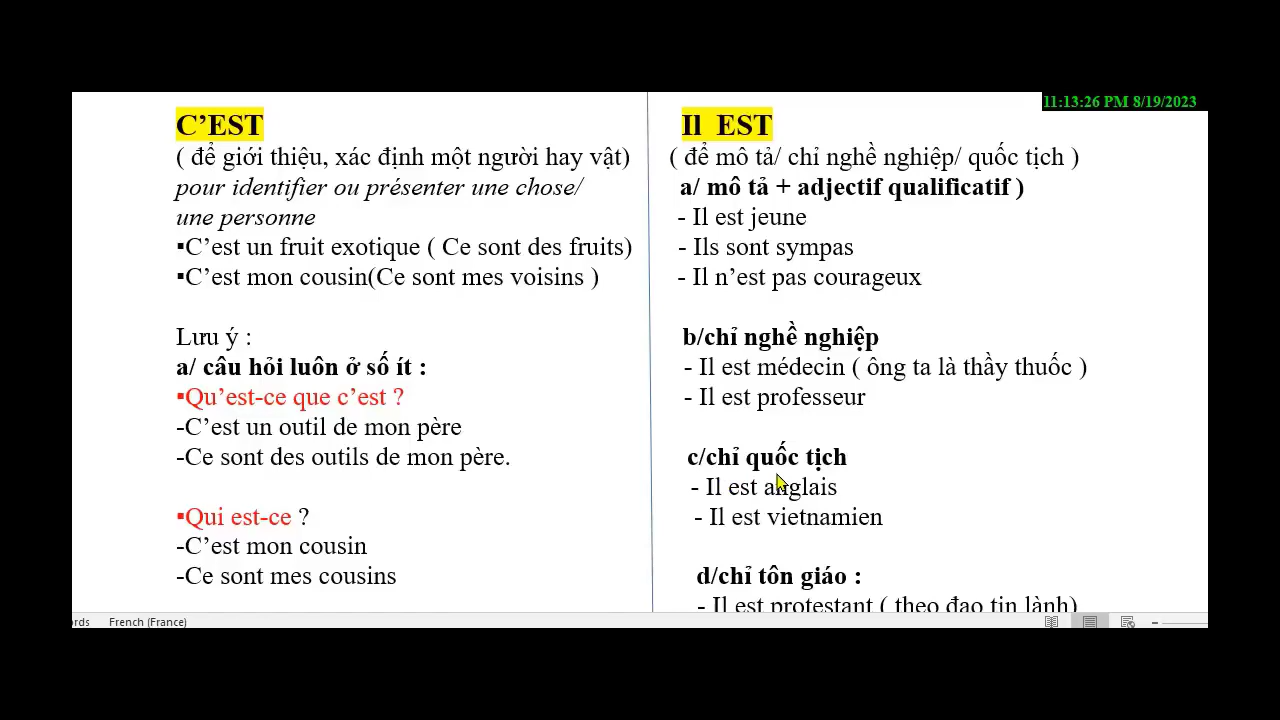 11:13:26 PM 8/19/2023
C’EST
( để giới thiệu, xác định một người hay vật)
pour identifier ou présenter une chose/
une personne
▪C’est un fruit exotique ( Ce sont des fruits)
▪C’est mon cousin(Ce sont mes voisins )
Lưu ý :
a/ câu hỏi luôn ở số ít :
▪Qu’est-ce que c’est ?
-C’est un outil de mon père
-Ce sont des outils de mon père.
▪Qui est-ce ?
-C’est mon cousin
-Ce sont mes cousins
Il EST
( để mô tả/ chỉ nghề nghiệp/ quốc tịch )
a/ mô tả + adjectif qualificatif )
- Il est jeune
- Ils sont sympas
- Il n’est pas courageux
b/chỉ nghề nghiệp
- Il est médecin ( ông ta là thầy thuốc )
- Il est professeur
c/chỉ quốc tịch
- Il est anglais
- Il est vietnamien
d/chỉ tôn giáo :
- Il est protestant ( theo đạo tin lành)
French (France)